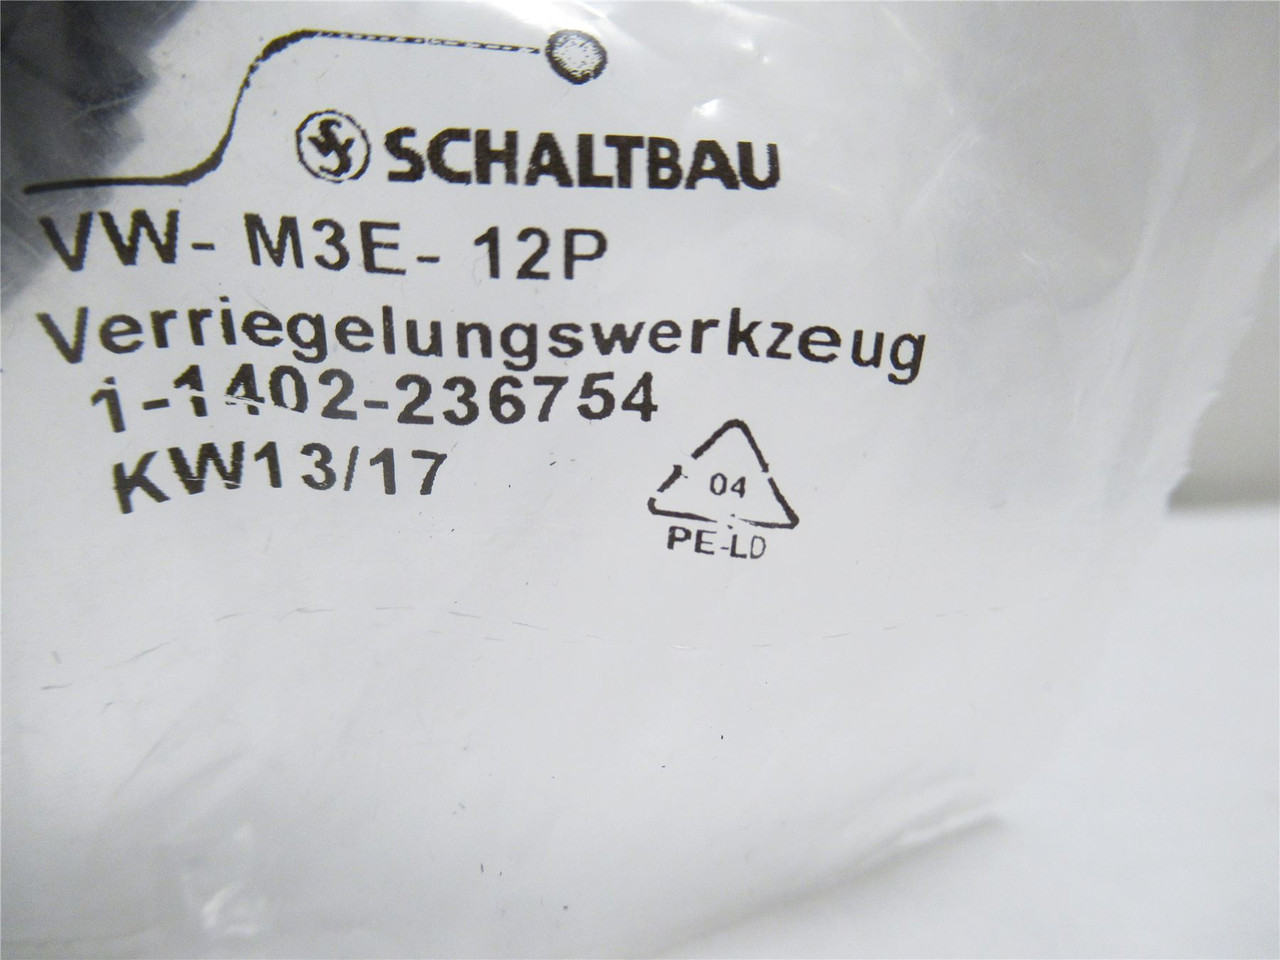 SCHALTBAU
VW- M3E- 12P
Verriegelungswerkzeug
1-1402-236754
KW13/17
04
PE-LD